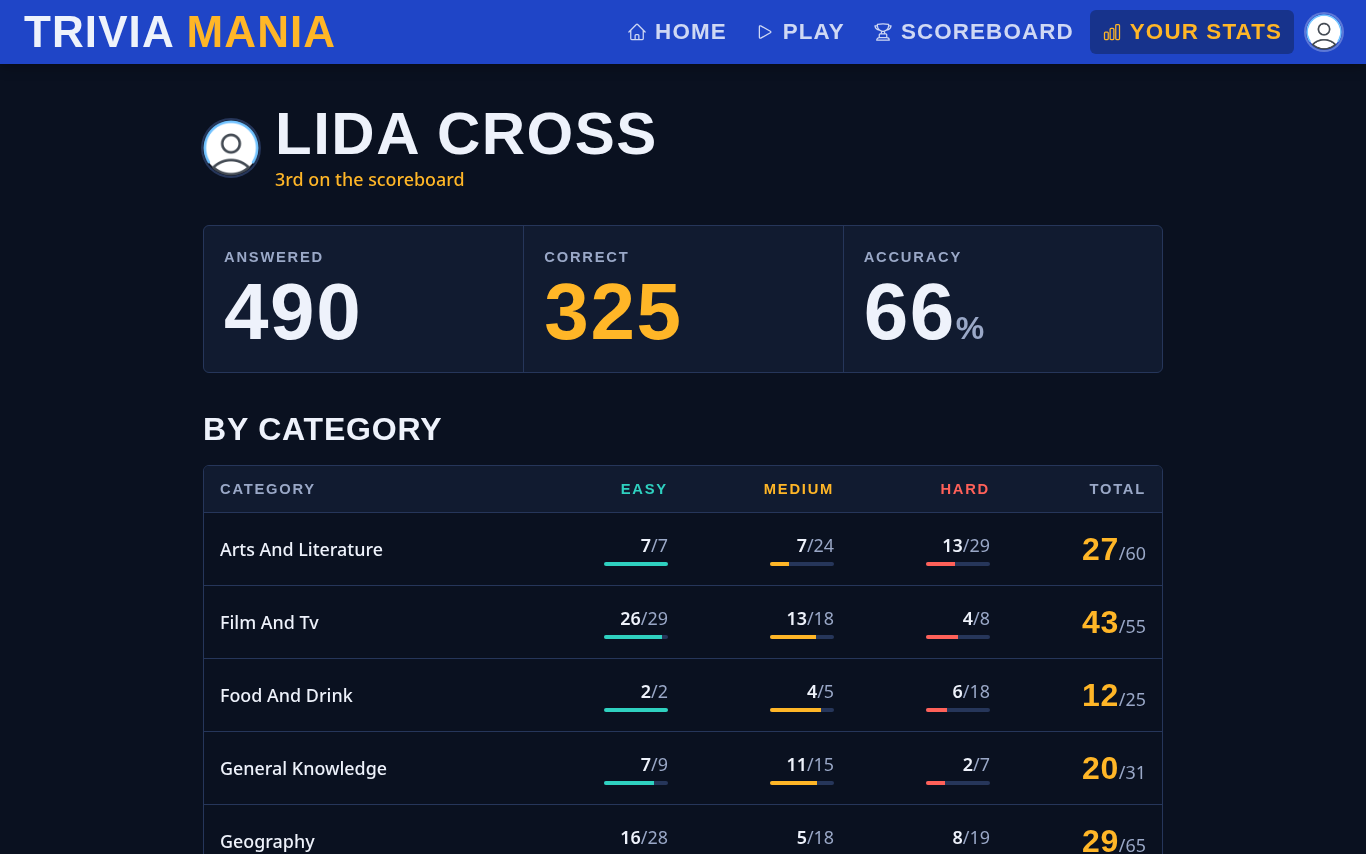 TRIVIA MANIA
HOME PLAY SCOREBOARD YOUR STATS
LIDA CROSS
3rd on the scoreboard
ANSWERED CORRECT ACCURACY
490 325 66%
BY CATEGORY
CATEGORY EASY MEDIUM HARD TOTAL
Arts And Literature 7/7 7/24 13/29 27/60
Film And Tv 26/29 13/18 4/8 43/55
Food And Drink 2/2 4/5 6/18 12/25
General Knowledge 7/9 11/15 2/7 20/31
Geography 16/28 5/18 8/19 29/65